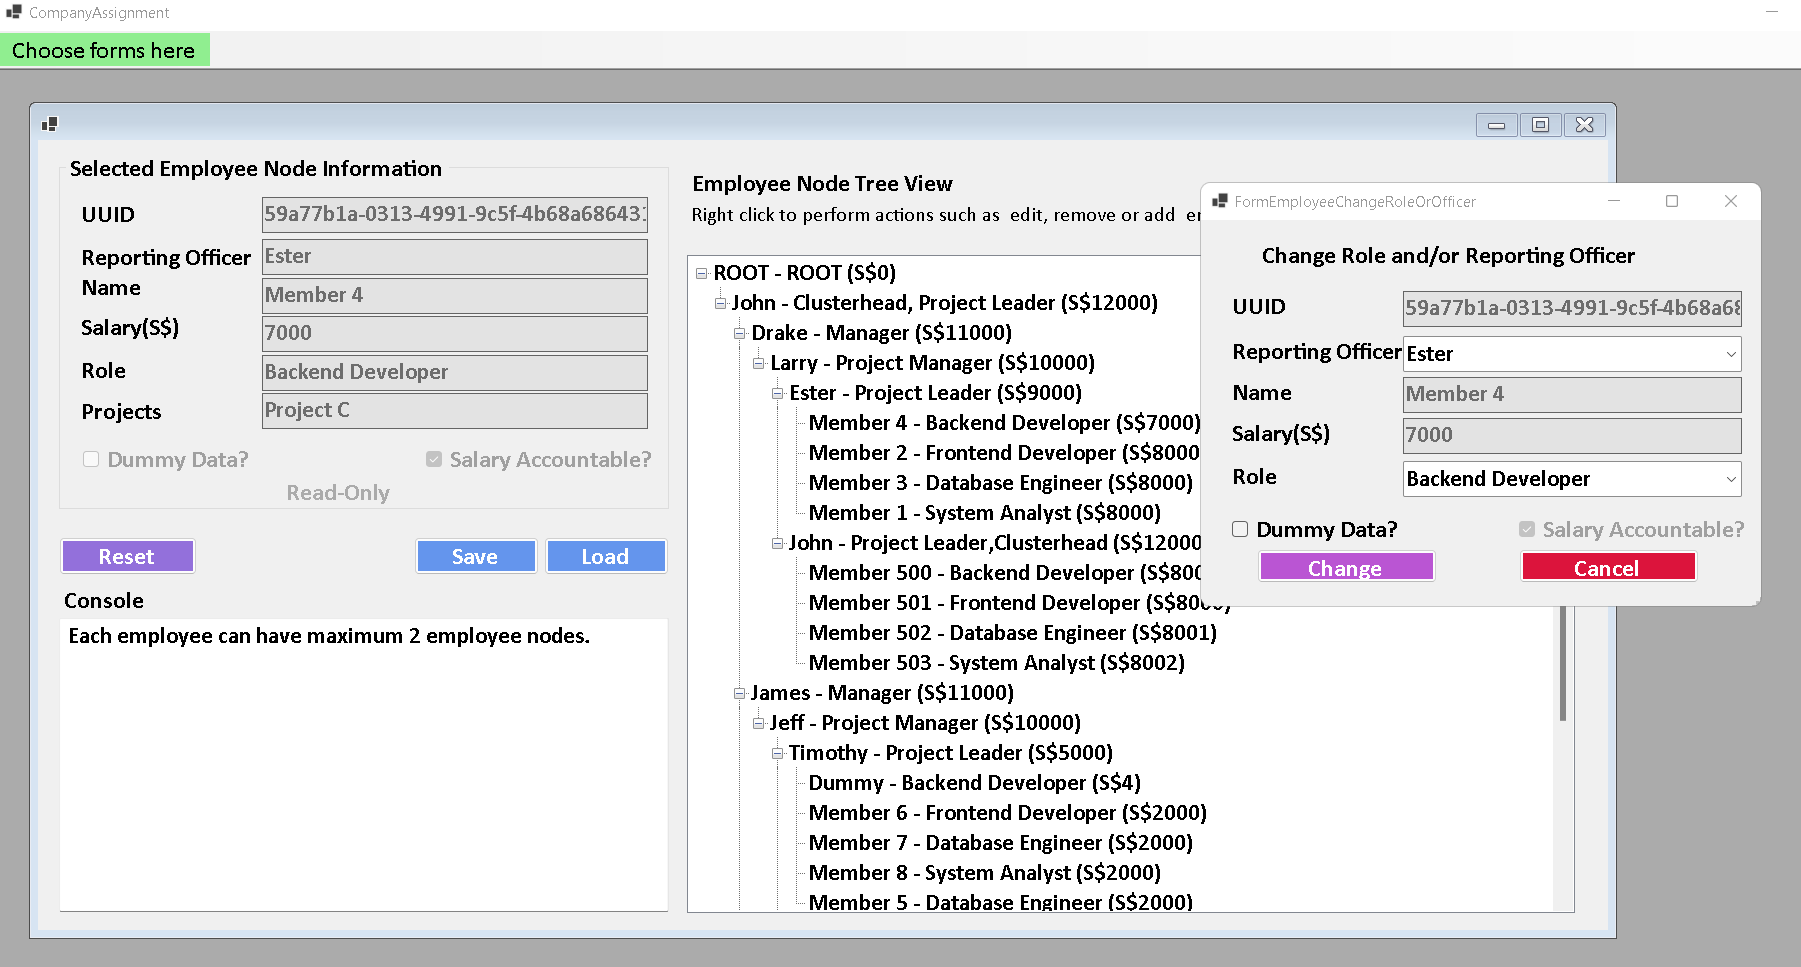 CompanyAssignment
Choose forms here
Selected Employee Node Information
UUID
59a77b1a-0313-4991-9c5f-4b68a68643
Reporting Officer
Ester
Name
Member 4
Salary(S$)
7000
Role
Backend Developer
Projects
Project C
Dummy Data?
Salary Accountable?
Read-Only
Reset
Save
Load
Console
Each employee can have maximum 2 employee nodes.
Employee Node Tree View
Right click to perform actions such as edit, remove or add
ROOT - ROOT (S$0)
John - Clusterhead, Project Leader (S$12000)
Drake - Manager (S$11000)
Larry - Project Manager (S$10000)
Ester - Project Leader (S$9000)
Member 4 - Backend Developer (S$7000)
Member 2 - Frontend Developer (S$8000
Member 3 - Database Engineer (S$8000)
Member 1 - System Analyst (S$8000)
John - Project Leader,Clusterhead (S$12000
Member 500 - Backend Developer (S$800
Member 501 - Frontend Developer (S$800
Member 502 - Database Engineer (S$8001)
Member 503 - System Analyst (S$8002)
James - Manager (S$11000)
Jeff - Project Manager (S$10000)
Timothy - Project Leader (S$5000)
Dummy - Backend Developer (S$4)
Member 6 - Frontend Developer (S$2000)
Member 7 - Database Engineer (S$2000)
Member 8 - System Analyst (S$2000)
Member 5 - Database Engineer (S$2000)
FormEmployeeChangeRoleOrOfficer
Change Role and/or Reporting Officer
UUID
59a77b1a-0313-4991-9c5f-4b68a68
Reporting Officer
Ester
Name
Member 4
Salary(S$)
7000
Role
Backend Developer
Dummy Data?
Salary Accountable?
Change
Cancel